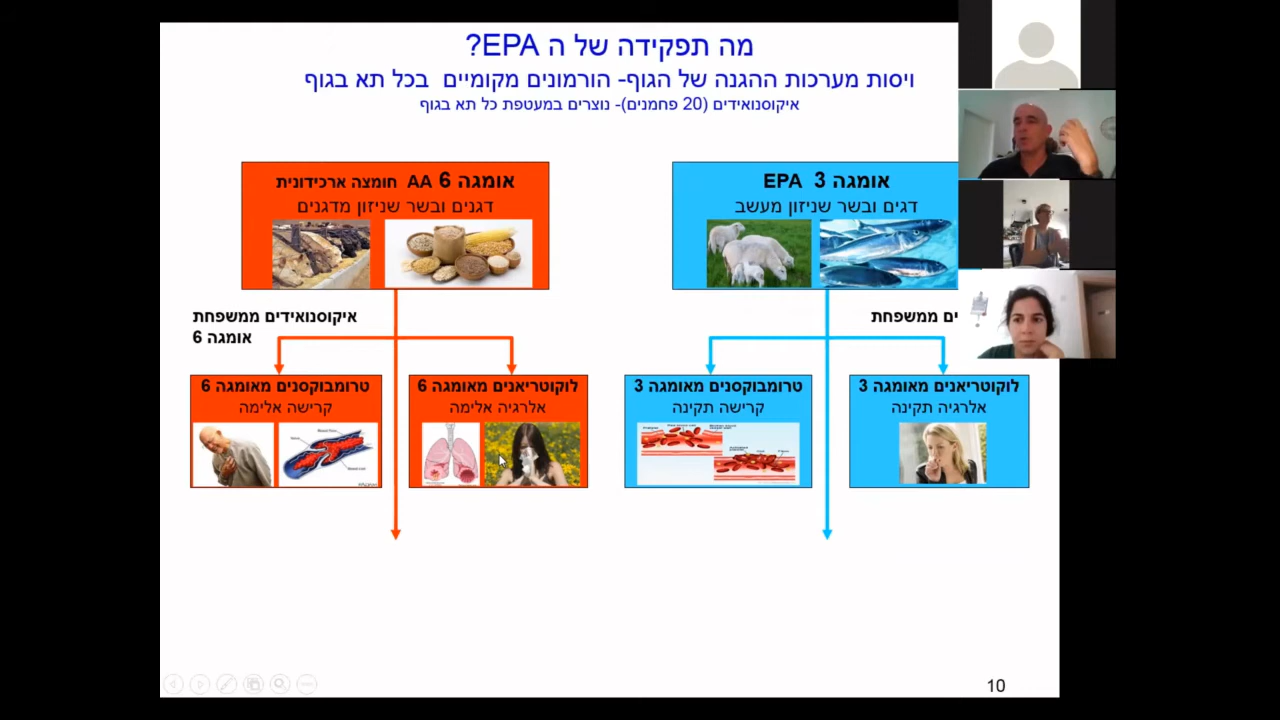 מה תפקידה של ה EPA?
ויסות מערכות ההגנה של הגוף- הורמונים מקומיים בכל תא בגוף
איקוסנואידים (20 פחמנים)- נוצרים במעטפת כל תא בגוף
אומגה 3 EPA
דגים ובשר שניזון מעשב
אומגה 6 AA חומצה ארכידונית
דגנים ובשר שניזון מדגנים
ים ממשפחת
איקוסנואידים ממשפחת
אומגה 6
לוקוטריאנים מאומגה 3
אלרגיה תקינה
טרומבוקסנים מאומגה 3
קרישה תקינה
לוקוטריאנים מאומגה 6
אלרגיה אלימה
טרומבוקסנים מאומגה 6
קרישה אלימה
10